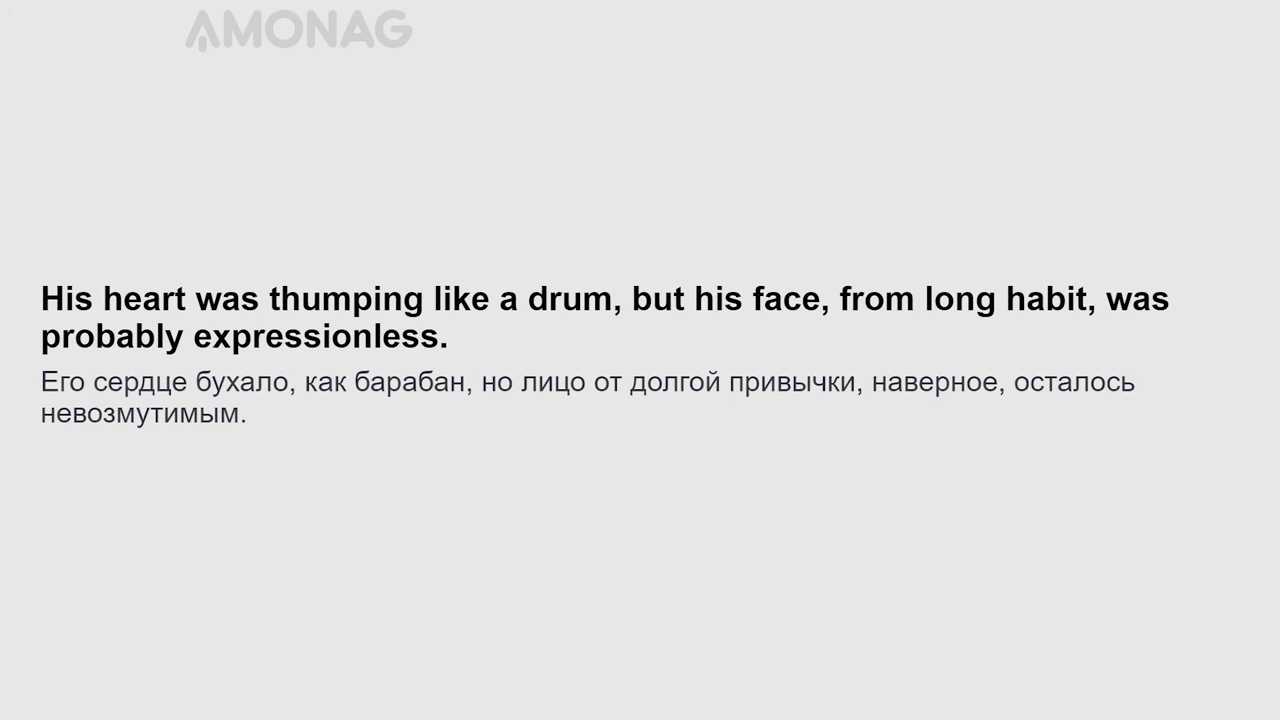 AMONAG
His heart was thumping like a drum, but his face, from long habit, was
probably expressionless.
Его сердце бухало, как барабан, но лицо от долгой привычки, наверное, осталось
невозмутимым.